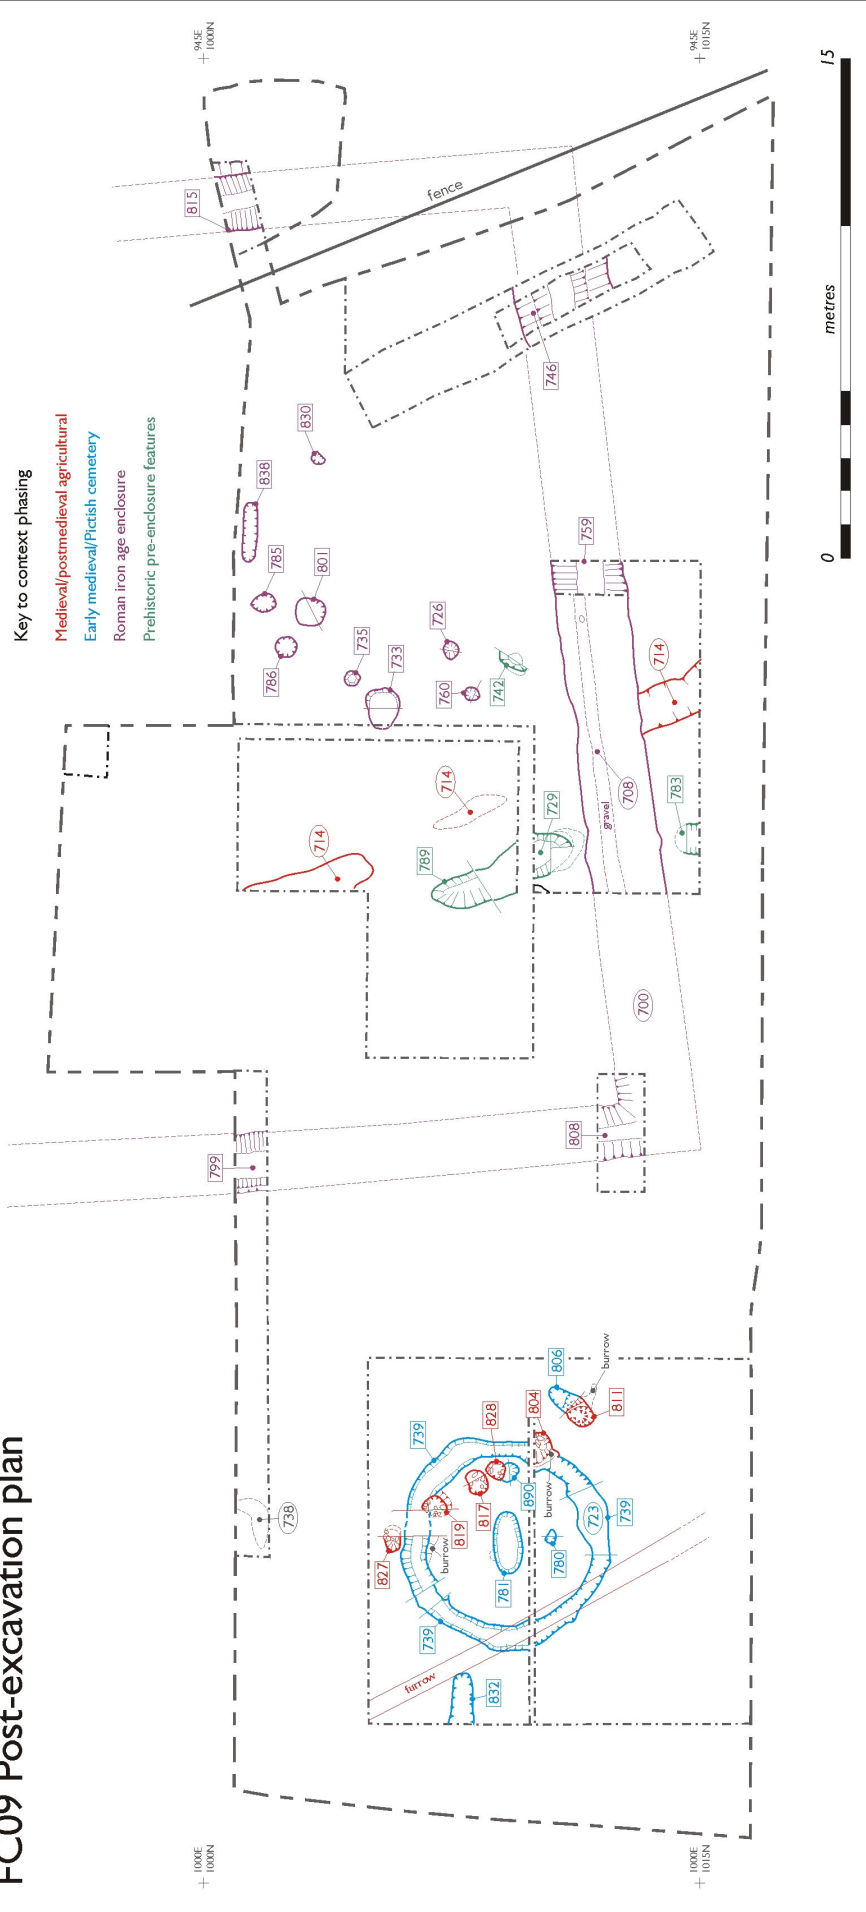 FC09 Post-excavation plan
Key to context phasing
Medieval/postmedieval agricultural
Early medieval/Pictish cemetery
Roman iron age enclosure
Prehistoric pre-enclosure features
945E
1000N
945E
1015N
1000E
1000N
1000E
1015N
0
metres
15
fence
815
746
830
838
785
801
786
735
733
726
760
742
759
714
714
714
708
gravel
729
783
789
700
799
808
738
806
burrow
811
804
828
739
890
burrow
723
739
817
819
burrow
827
780
781
739
furrow
832